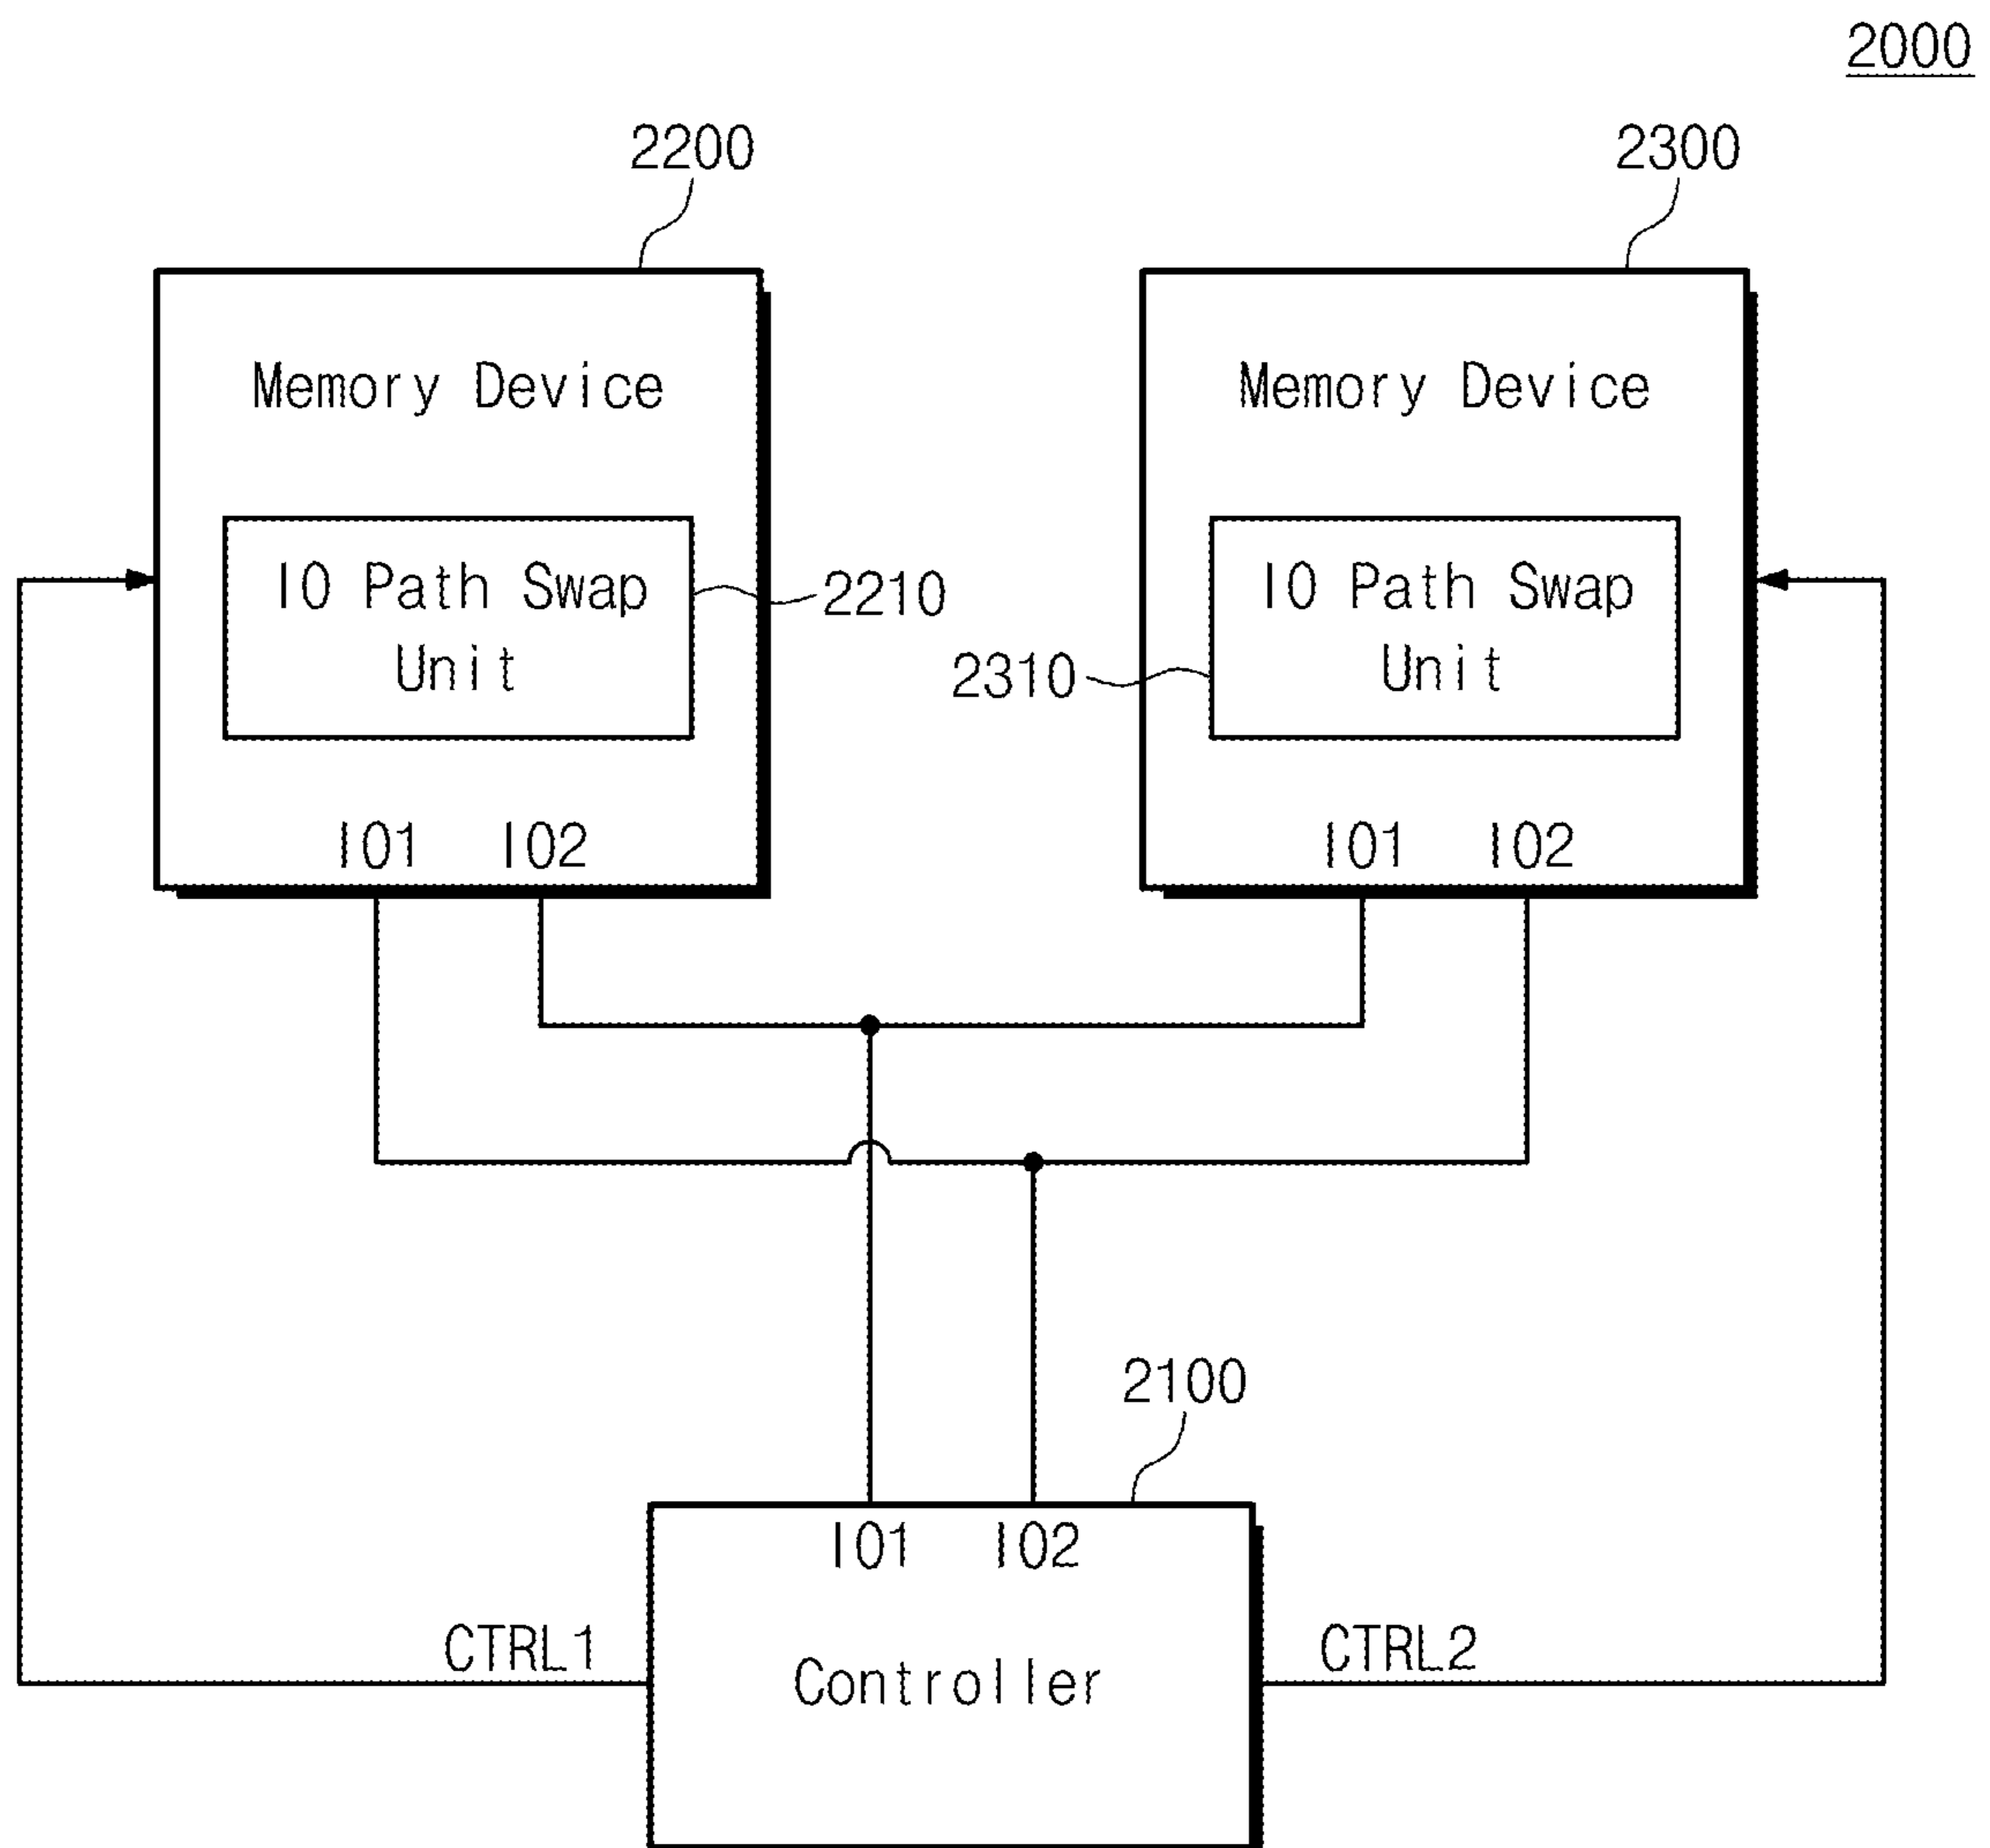 2000
2200
2300
Memory Device
Memory Device
IO Path Swap
Unit
2210
IO Path Swap
Unit
2310
IO1 IO2
IO1 IO2
2100
IO1 IO2
CTRL1
Controller
CTRL2